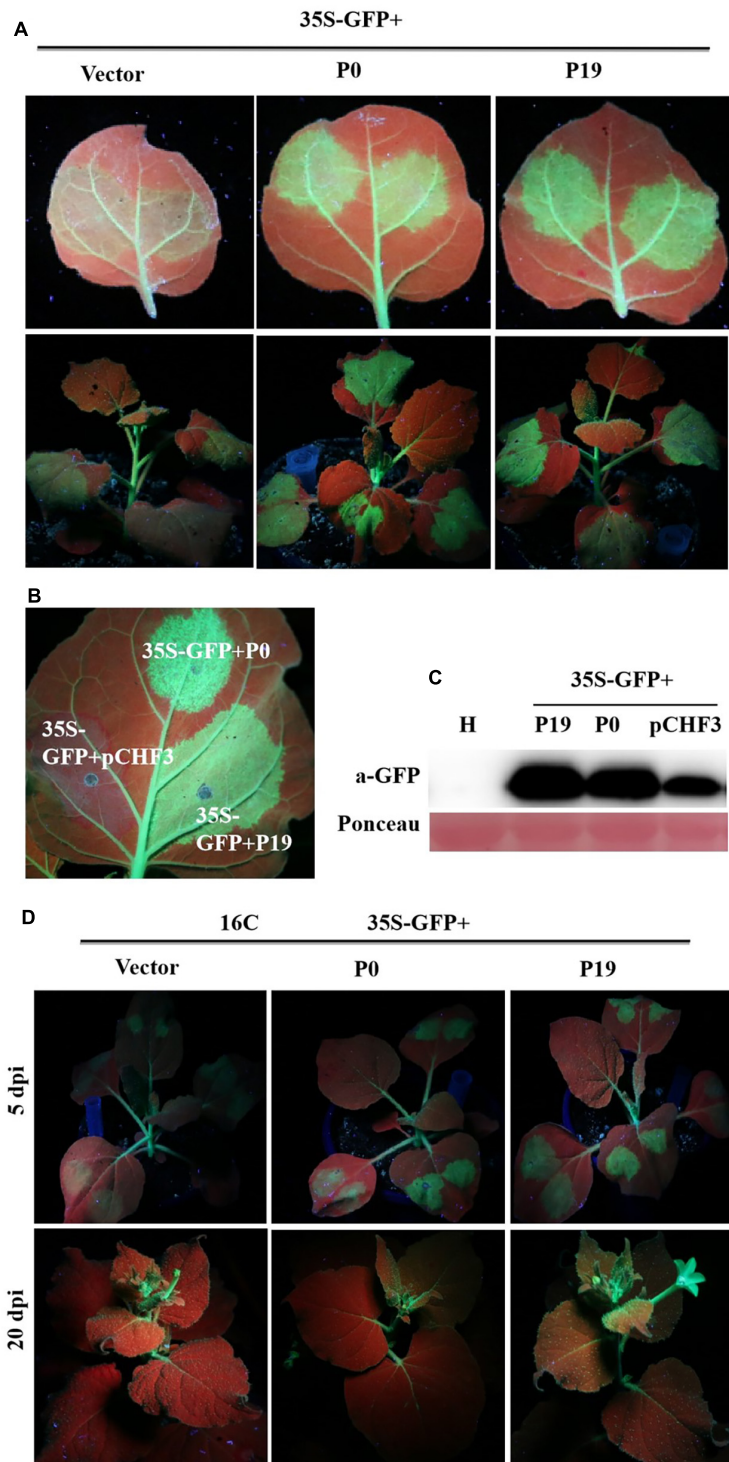 A
35S-GFP+
Vector P0 P19
B
35S-GFP+P0
35S-
GFP+pCHF3
35S-
GFP+P19
C
35S-GFP+
H P19 P0 pCHF3
a-GFP
Ponceau
D
16C 35S-GFP+
Vector P0 P19
5 dpi
20 dpi